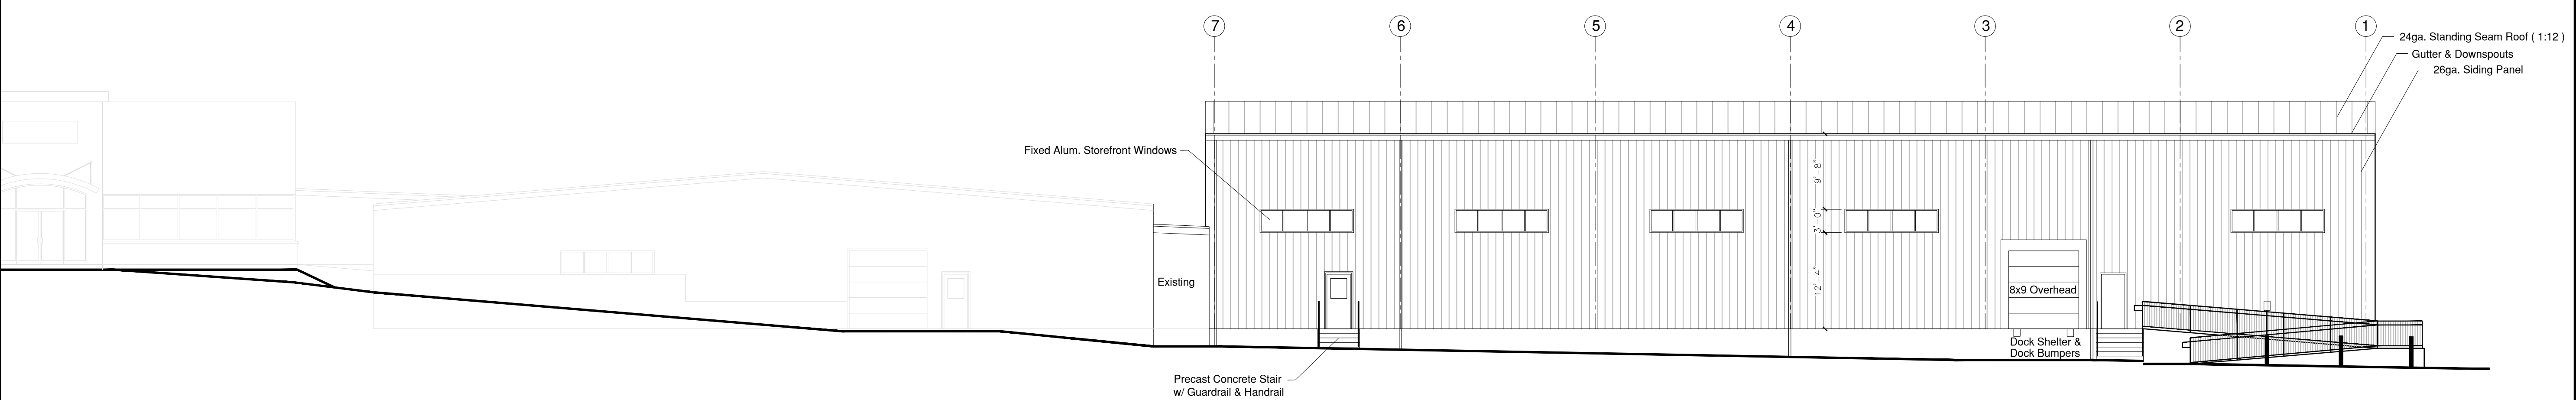 7
6
5
4
3
2
1
24ga. Standing Seam Roof ( 1:12 )
Gutter & Downspouts
26ga. Siding Panel
Fixed Alum. Storefront Windows
9'-8"
3'-0"
12'-4"
Existing
8x9 Overhead
Dock Shelter &
Dock Bumpers
Precast Concrete Stair
w/ Guardrail & Handrail